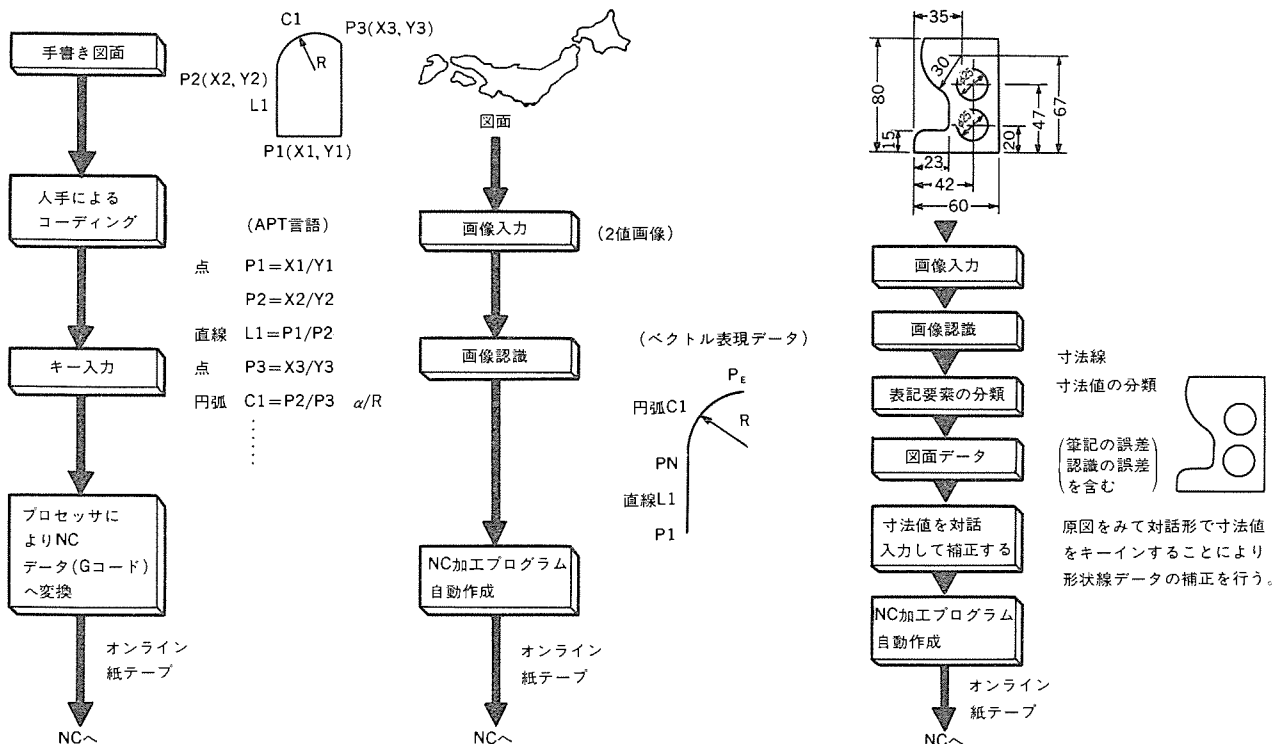 手書き図面
C1
P3(X3, Y3)
R
P2(X2, Y2)
L1
P1(X1, Y1)
人手による
コーディング
(APT言語)
点 P1=X1/Y1
P2=X2/Y2
直線 L1=P1/P2
キー入力
点 P3=X3/Y3
円弧 C1=P2/P3 α/R
プロセッサに
よりNC
データ(Gコード)
へ変換
オンライン
紙テープ
NCへ
図面
画像入力
(2値画像)
画像認識
(ベクトル表現データ)
PE
円弧C1
R
PN
直線L1
P1
NC加工プログラム
自動作成
オンライン
紙テープ
NCへ
35
30
φ25
80
67
47
φ25
15
20
23
42
60
画像入力
画像認識
寸法線
寸法値の分類
表記要素の分類
図面データ
(筆記の誤差
認識の誤差
を含む)
寸法値を対話
入力して補正する
原図をみて対話形で寸法値
をキーインすることにより
形状線データの補正を行う。
NC加工プログラム
自動作成
オンライン
紙テープ
NCへ